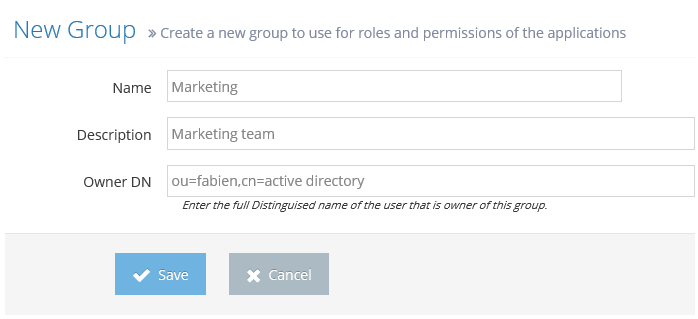 New Group » Create a new group to use for roles and permissions of the applications
Name Marketing
Description Marketing team
Owner DN ou=fabien,cn=active directory
Enter the full Distinguised name of the user that is owner of this group.
Save Cancel